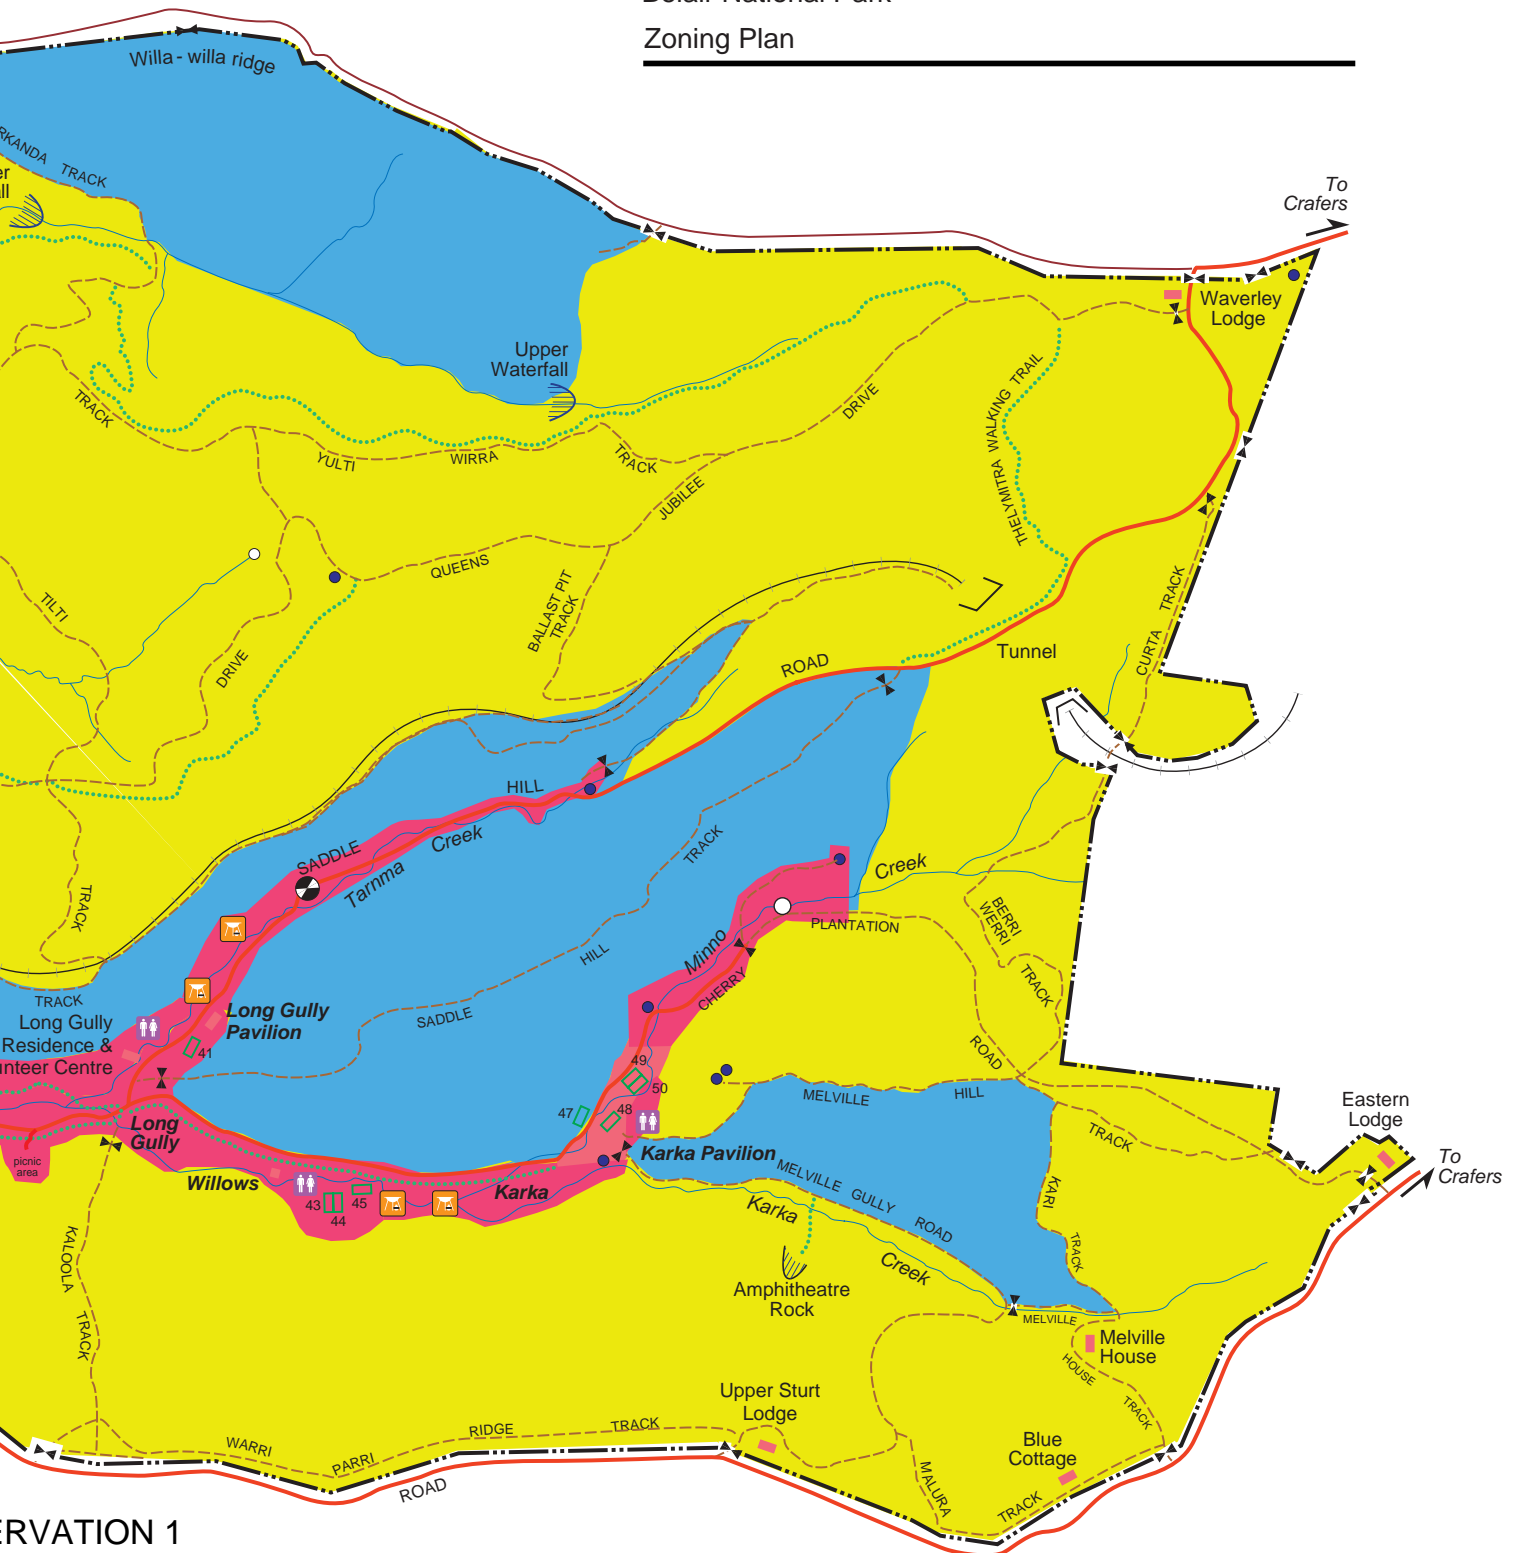 Belair National Park
Zoning Plan
Willa - willa ridge
TRACK
To
Crafers
Waverley
Lodge
Upper
Waterfall
TRACK
YULTI
WIRRA
TRACK
DRIVE
JUBILEE
QUEENS
THELYMITRA WALKING TRAIL
BALLAST PIT
TRACK
TILTI
DRIVE
TRACK
CURTA TRACK
Tunnel
ROAD
HILL
SADDLE
Tarnma
Creek
TRACK
HILL
SADDLE
Creek
PLANTATION
Minno
CHERRY
BERRI
WERRI
TRACK
ROAD
TRACK
Long Gully
Residence &
Long Gully
Pavilion
41
Long
Gully
picnic
area
Willows
43
44
45
Karka
47
48
49
50
Karka Pavilion
MELVILLE
HILL
TRACK
MELVILLE GULLY ROAD
KARI
TRACK
Karka
Creek
Amphitheatre
Rock
Eastern
Lodge
To
Crafers
KALOOLA
TRACK
MELVILLE
HOUSE
TRACK
Melville
House
Upper Sturt
Lodge
Blue
Cottage
WARRI
PARRI
RIDGE
TRACK
MALURA
TRACK
ROAD